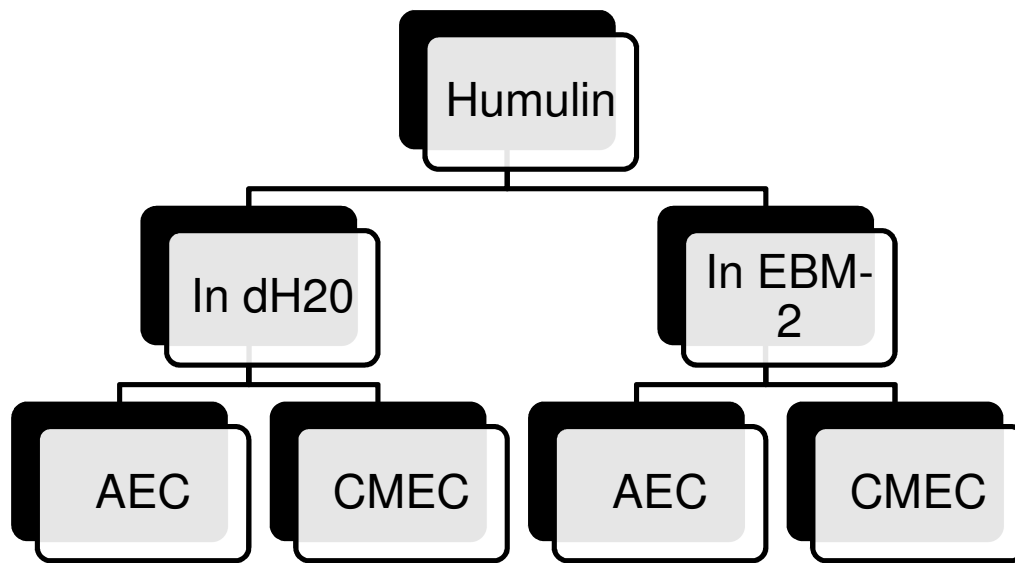 Humulin
In dH20
In EBM-
2
AEC
CMEC
AEC
CMEC